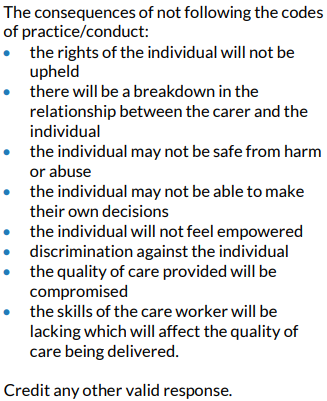 The consequences of not following the codes
of practice/conduct:
• the rights of the individual will not be
upheld
• there will be a breakdown in the
relationship between the carer and the
individual
• the individual may not be safe from harm
or abuse
• the individual may not be able to make
their own decisions
• the individual will not feel empowered
• discrimination against the individual
• the quality of care provided will be
compromised
• the skills of the care worker will be
lacking which will affect the quality of
care being delivered.
Credit any other valid response.